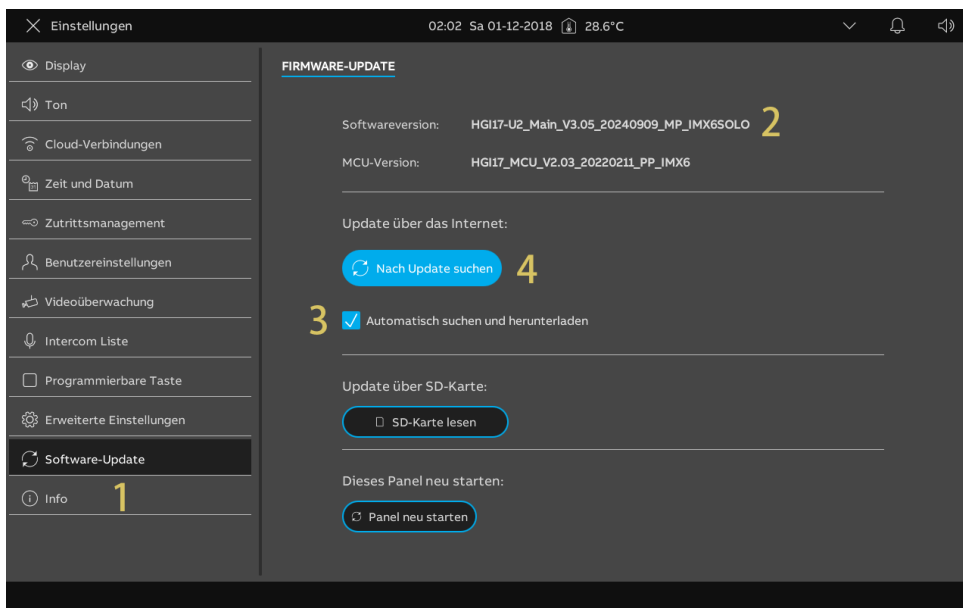 Einstellungen
02:02 Sa 01-12-2018 28.6°C
Display
Ton
Cloud-Verbindungen
Zeit und Datum
Zutrittsmanagement
Benutzereinstellungen
Videoüberwachung
Intercom Liste
Programmierbare Taste
Erweiterte Einstellungen
Software-Update
Info
1
FIRMWARE-UPDATE
Softwareversion: HGI17-U2_Main_V3.05_20240909_MP_IMX6SOLO 2
MCU-Version: HGI17_MCU_V2.03_20220211_PP_IMX6
Update über das Internet:
Nach Update suchen 4
3 Automatisch suchen und herunterladen
Update über SD-Karte:
SD-Karte lesen
Dieses Panel neu starten:
Panel neu starten